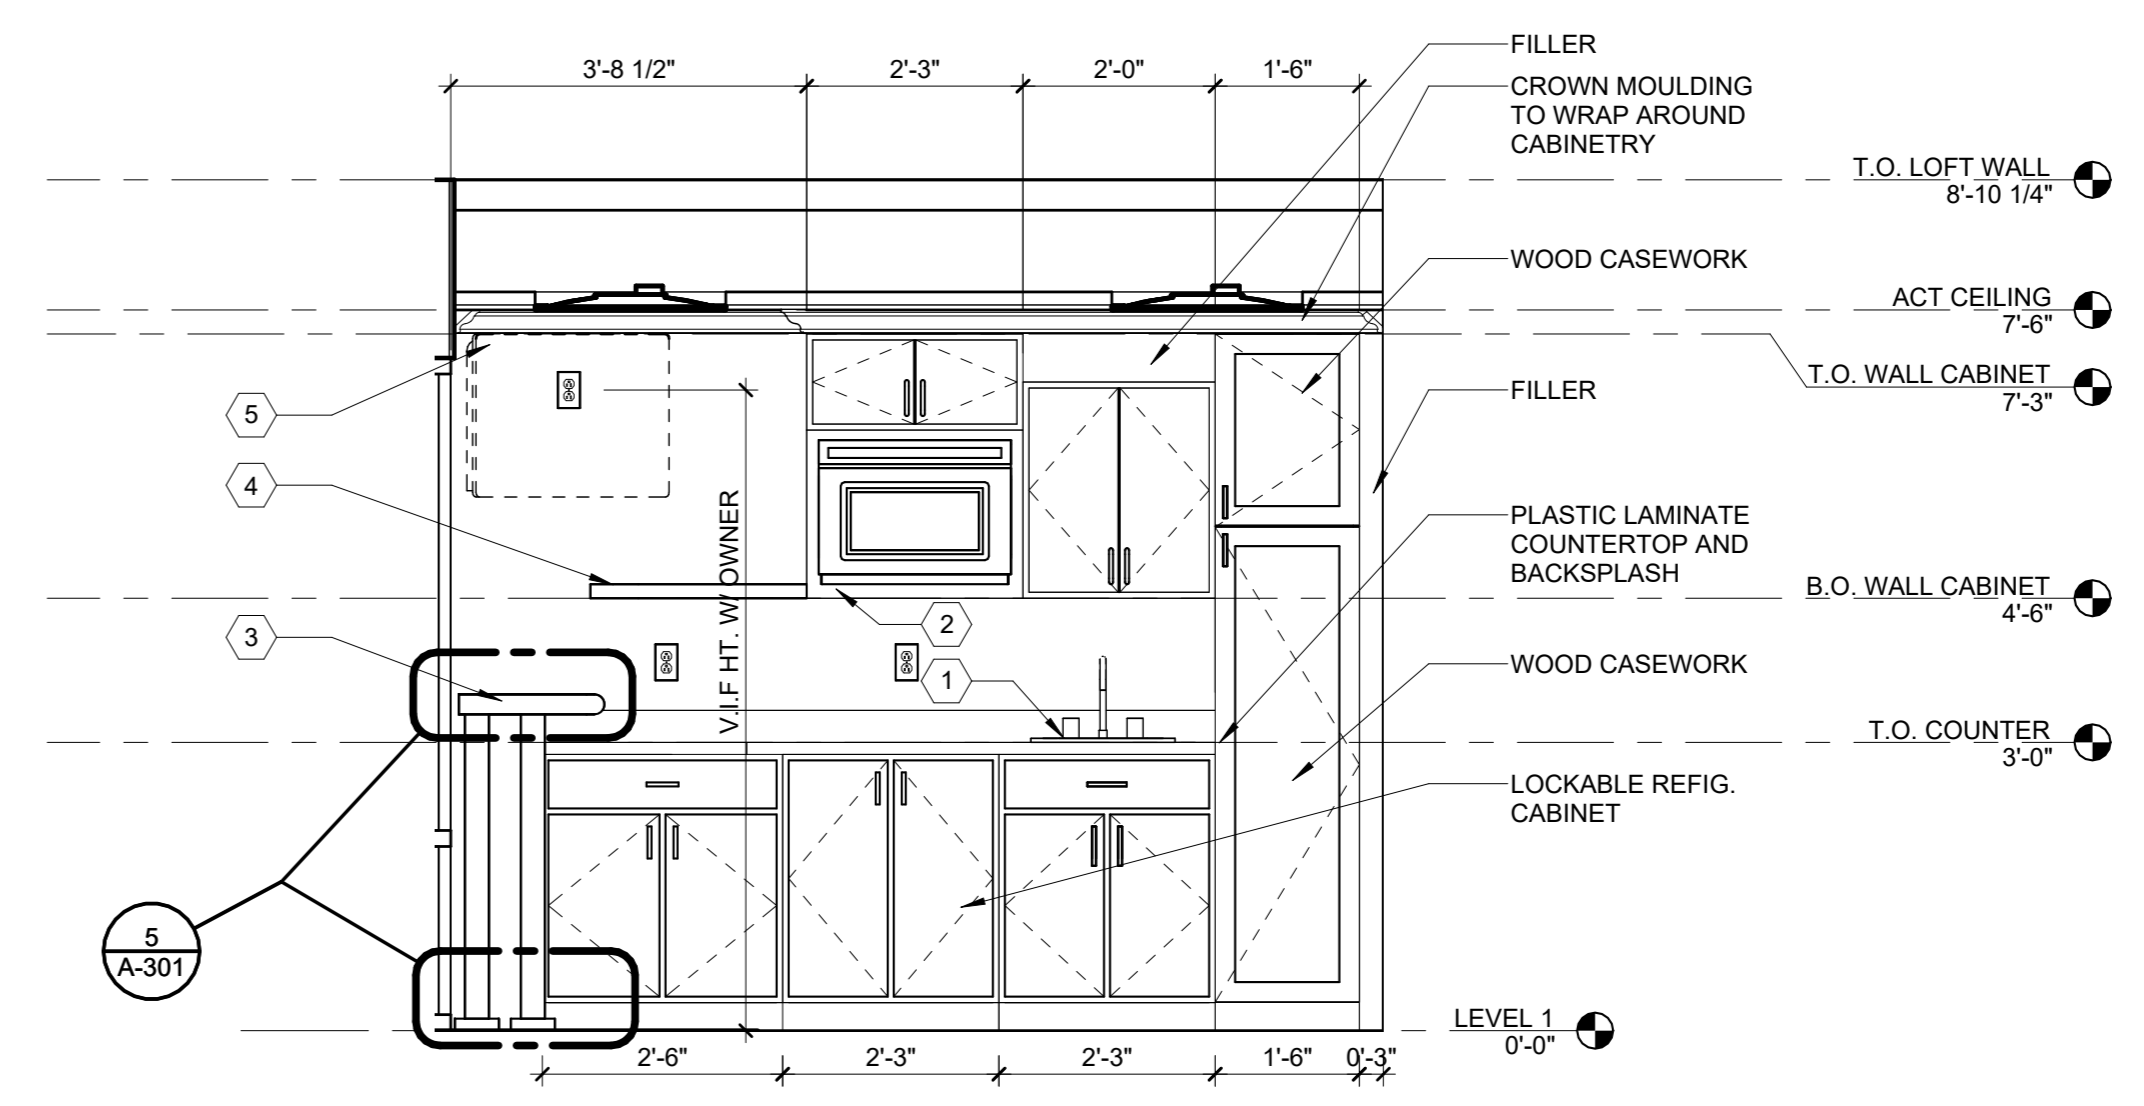 3'-8 1/2"
2'-3"
2'-0"
1'-6"
FILLER
CROWN MOULDING
TO WRAP AROUND
CABINETRY
T.O. LOFT WALL
8'-10 1/4"
WOOD CASEWORK
ACT CEILING
7'-6"
T.O. WALL CABINET
7'-3"
FILLER
5
4
V.I.F HT. W/ OWNER
PLASTIC LAMINATE
COUNTERTOP AND
BACKSPLASH
B.O. WALL CABINET
4'-6"
3
2
1
WOOD CASEWORK
T.O. COUNTER
3'-0"
LOCKABLE REFIG.
CABINET
5
A-301
LEVEL 1
0'-0"
2'-6"
2'-3"
2'-3"
1'-6"
0'-3"